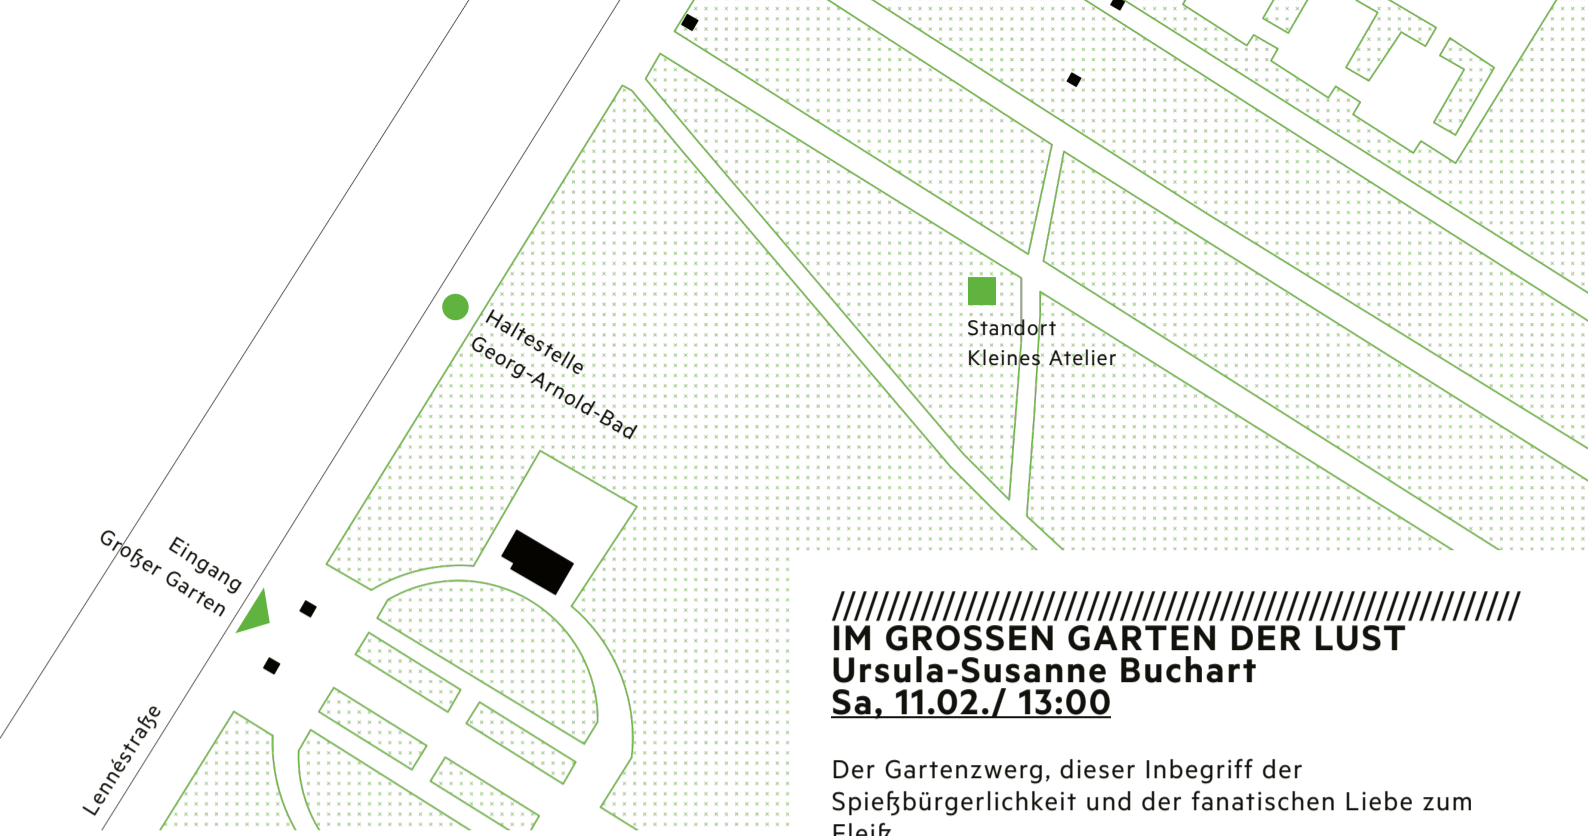 Haltestelle
Georg-Arnold-Bad
Standort
Kleines Atelier
Eingang
Großer Garten
Lennéstraße
////////////////////////////////////////////////////////////////////////
IM GROSSEN GARTEN DER LUST
Ursula-Susanne Buchart
Sa, 11.02./ 13:00
Der Gartenzwerg, dieser Inbegriff der
Spießbürgerlichkeit und der fanatischen Liebe zum
Fleiß